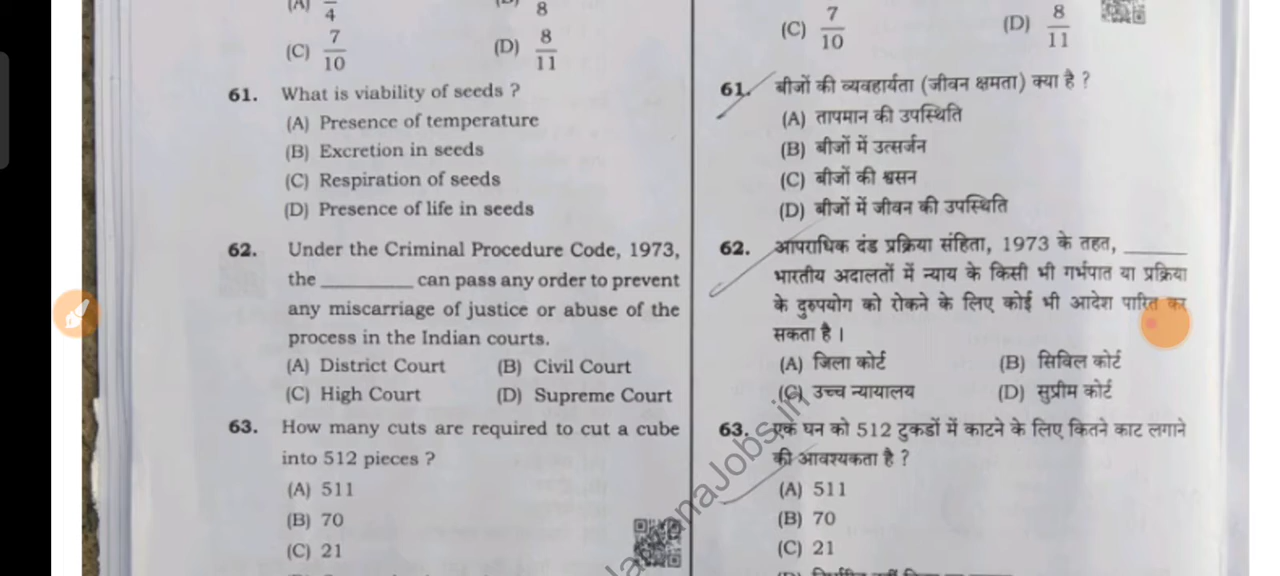 (A) 4
8
(C) 7/10 (D) 8/11
61. What is viability of seeds ?
(A) Presence of temperature
(B) Excretion in seeds
(C) Respiration of seeds
(D) Presence of life in seeds
62. Under the Criminal Procedure Code, 1973,
the ________ can pass any order to prevent
any miscarriage of justice or abuse of the
process in the Indian courts.
(A) District Court (B) Civil Court
(C) High Court (D) Supreme Court
63. How many cuts are required to cut a cube
into 512 pieces ?
(A) 511
(B) 70
(C) 21
(C) 7/10 (D) 8/11
61. बीजों की व्यवहार्यता (जीवन क्षमता) क्या है ?
(A) तापमान की उपस्थिति
(B) बीजों में उत्सर्जन
(C) बीजों की श्वसन
(D) बीजों में जीवन की उपस्थिति
62. आपराधिक दंड प्रक्रिया संहिता, 1973 के तहत, ______
भारतीय अदालतों में न्याय के किसी भी गर्भपात या प्रक्रिया
के दुरुपयोग को रोकने के लिए कोई भी आदेश पारित कर
सकता है ।
(A) जिला कोर्ट (B) सिविल कोर्ट
(C) उच्च न्यायालय (D) सुप्रीम कोर्ट
63. एक घन को 512 टुकडों में काटने के लिए कितने काट लगाने
की आवश्यकता है ?
(A) 511
(B) 70
(C) 21
anaJobs.in